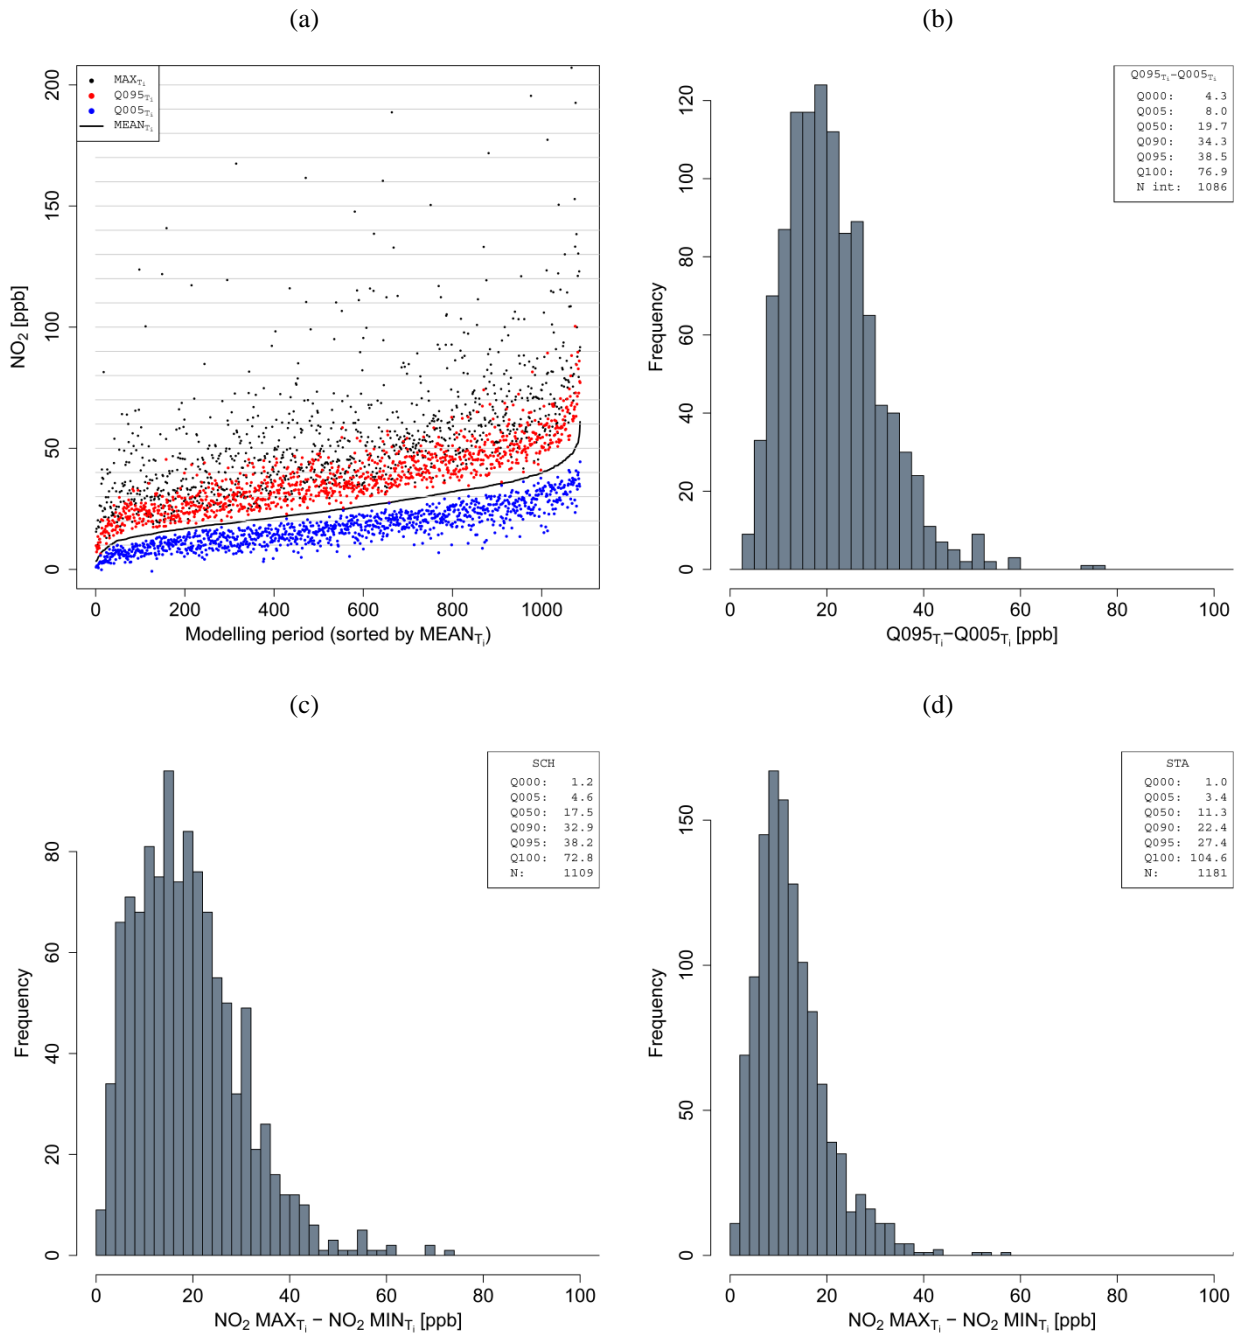 (a)
MAX_Ti
Q095_Ti
Q005_Ti
MEAN_Ti
NO2 [ppb]
200
150
100
50
0
0 200 400 600 800 1000
Modelling period (sorted by MEAN_Ti)
(b)
Q095_Ti−Q005_Ti
Q000: 4.3
Q005: 8.0
Q050: 19.7
Q090: 34.3
Q095: 38.5
Q100: 76.9
N int: 1086
Frequency
120
100
80
60
40
20
0
0 20 40 60 80 100
Q095_Ti−Q005_Ti [ppb]
(c)
SCH
Q000: 1.2
Q005: 4.6
Q050: 17.5
Q090: 32.9
Q095: 38.2
Q100: 72.8
N: 1109
Frequency
80
60
40
20
0
0 20 40 60 80 100
NO2 MAX_Ti − NO2 MIN_Ti [ppb]
(d)
STA
Q000: 1.0
Q005: 3.4
Q050: 11.3
Q090: 22.4
Q095: 27.4
Q100: 104.6
N: 1181
Frequency
150
100
50
0
0 20 40 60 80 100
NO2 MAX_Ti − NO2 MIN_Ti [ppb]